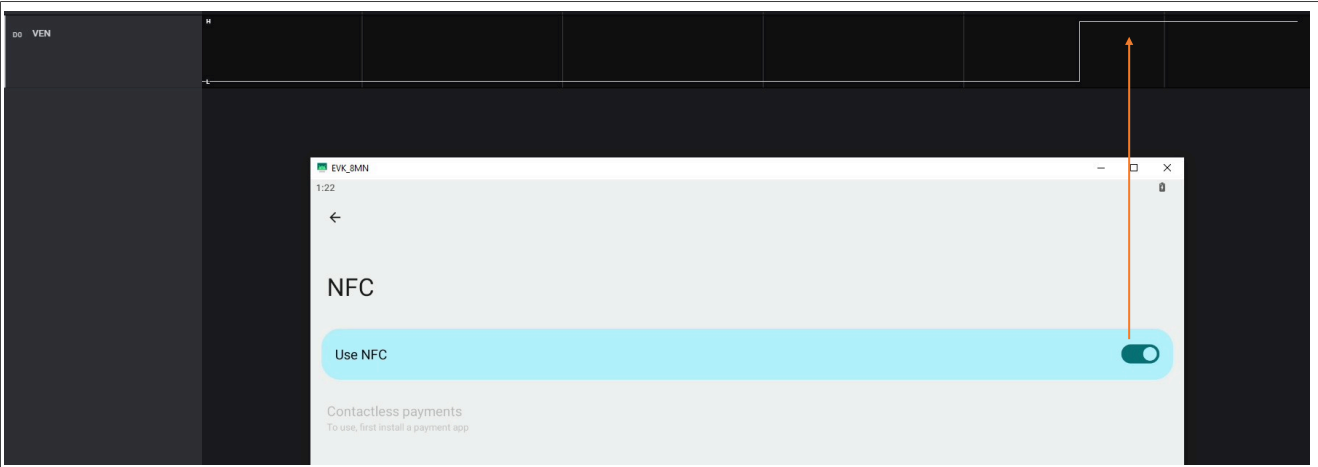 H
D0 VEN
L
EVK_8MN
1:22
NFC
Use NFC
Contactless payments
To use, first install a payment app